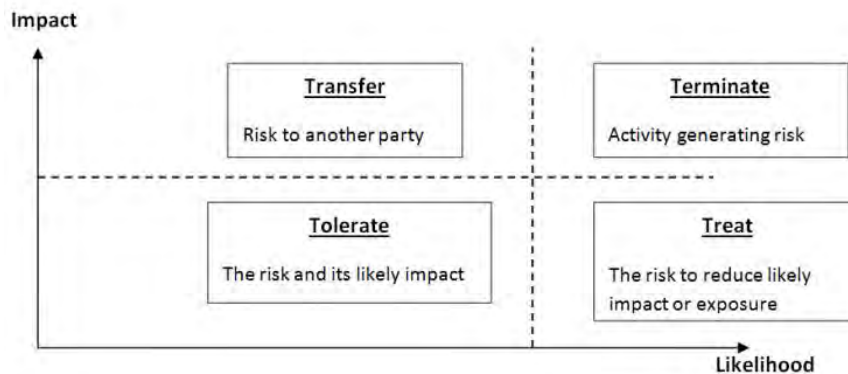 Impact
Transfer
Risk to another party
Terminate
Activity generating risk
Tolerate
The risk and its likely impact
Treat
The risk to reduce likely
impact or exposure
Likelihood